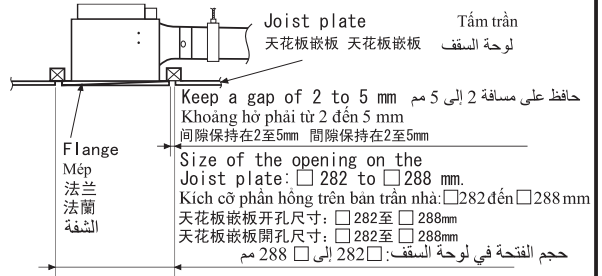 Joist plate
Tấm trần
天花板嵌板 天花板嵌板
لوحة السقف
Keep a gap of 2 to 5 mm
حافظ على مسافة 2 إلى 5 مم
Khoảng hở phải từ 2 đến 5 mm
间隙保持在2至5mm 間隙保持在2至5mm
Flange
Mép
法兰
法蘭
الشفة
Size of the opening on the
Joist plate: □ 282 to □ 288 mm.
Kích cỡ phần hổng trên bản trần nhà:□282đến□288mm
天花板嵌板开孔尺寸：□ 282至 □ 288mm
天花板嵌板開孔尺寸：□ 282至 □ 288mm
حجم الفتحة في لوحة السقف: □282 إلى □ 288 مم